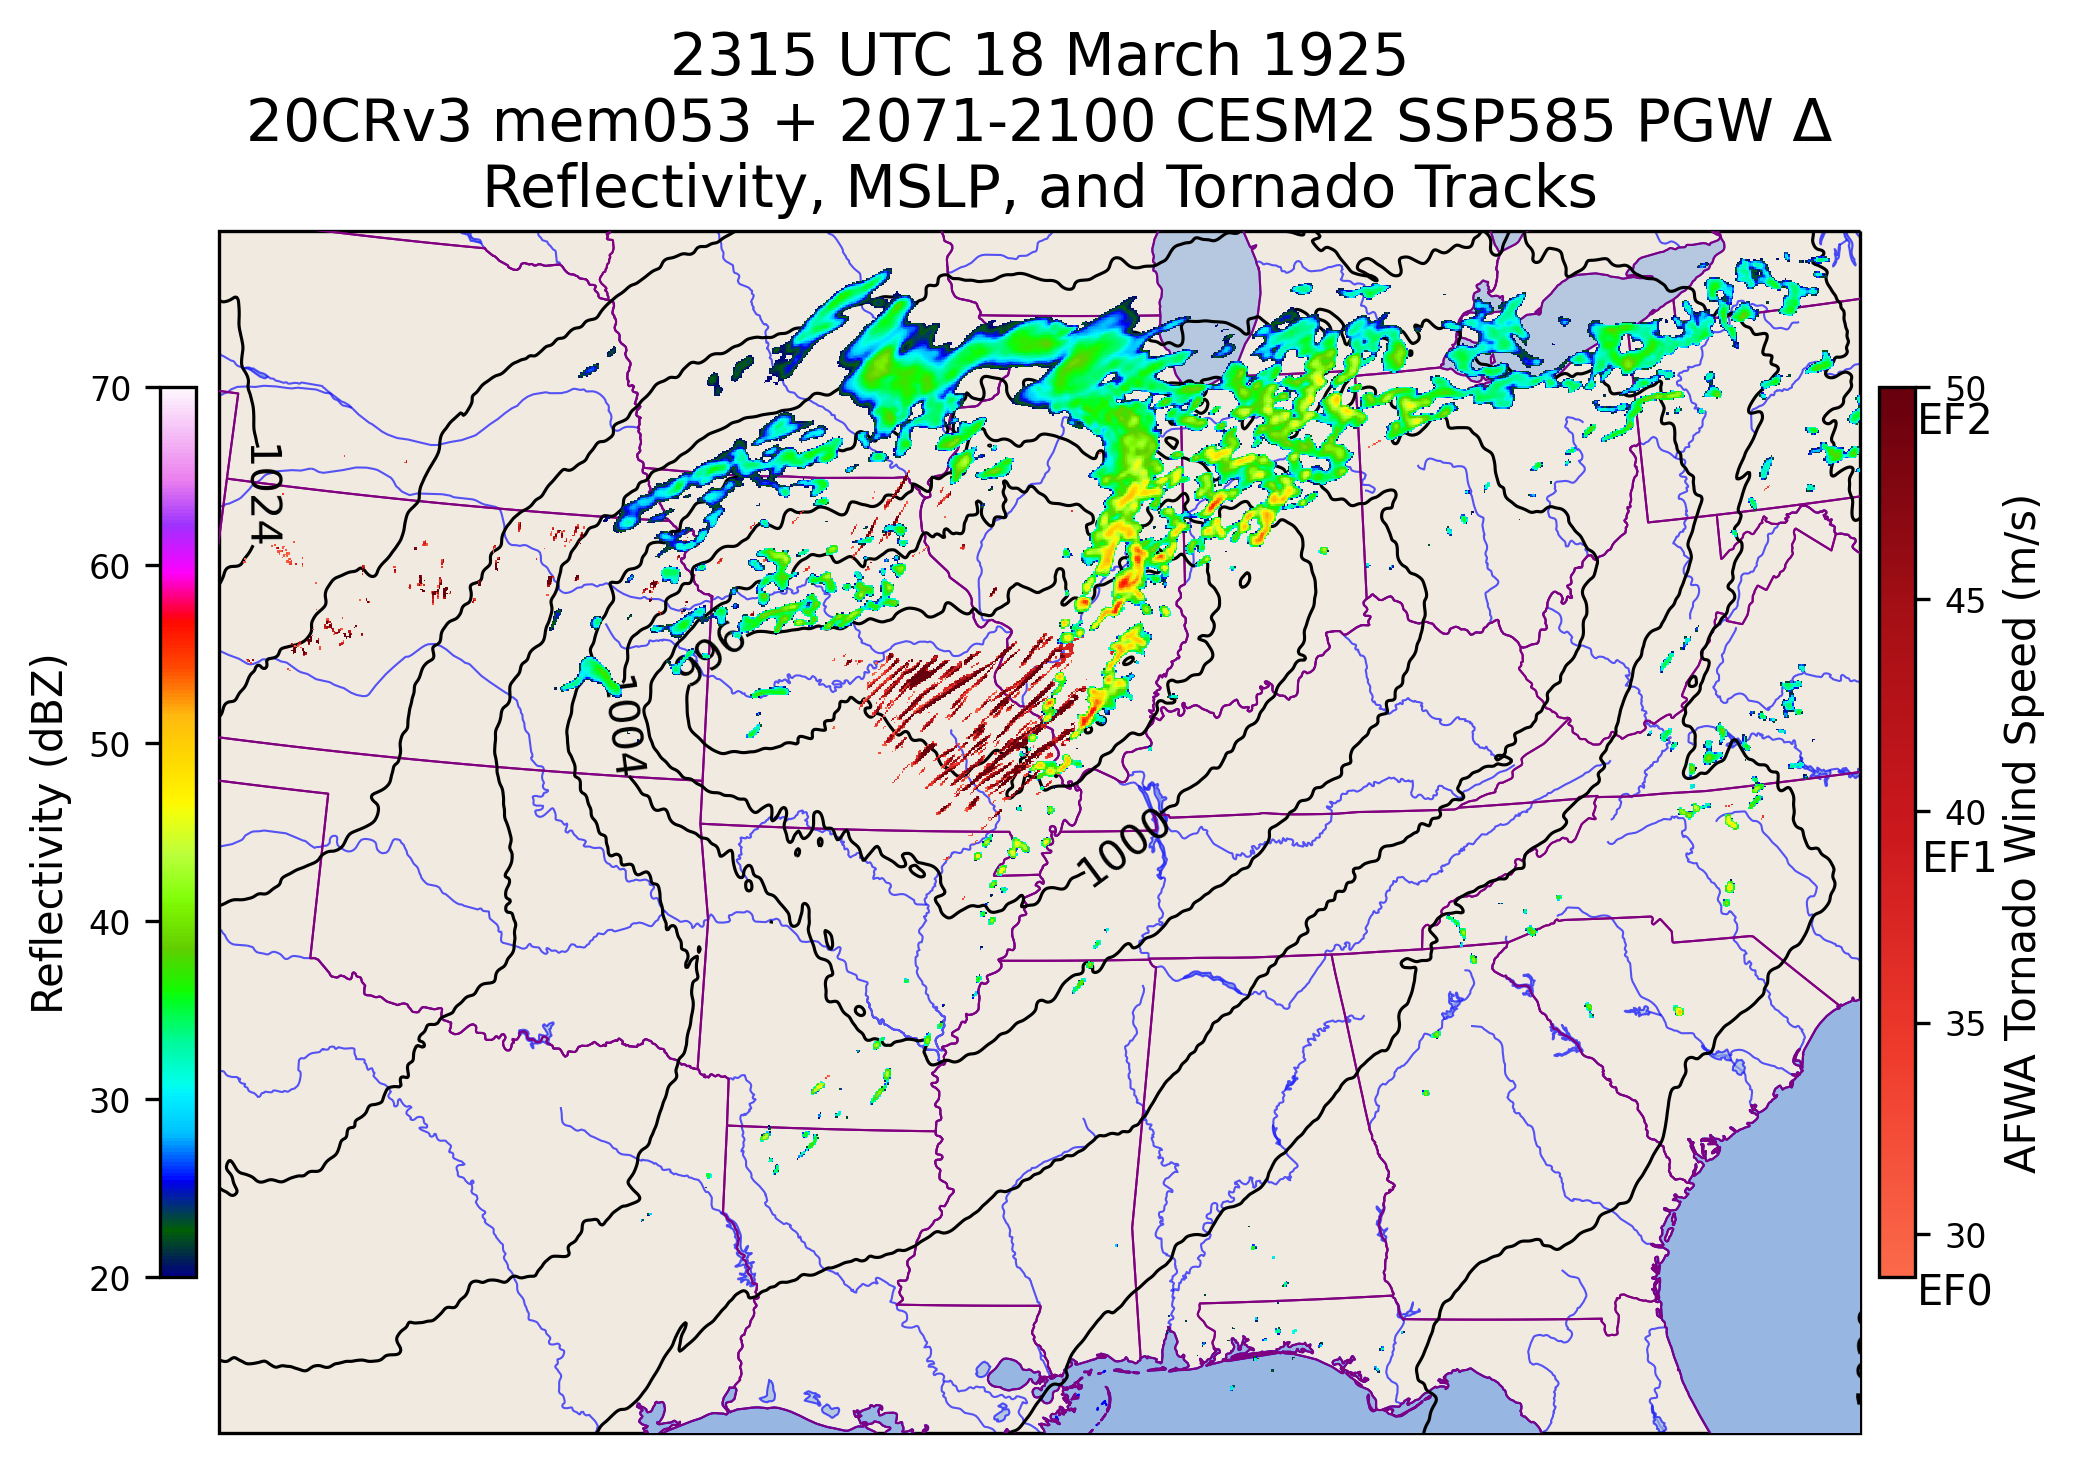 2315 UTC 18 March 1925
20CRv3 mem053 + 2071-2100 CESM2 SSP585 PGW Δ
Reflectivity, MSLP, and Tornado Tracks
Reflectivity (dBZ)
70
60
50
40
30
20
1024
996
1004
1000
50
EF2
45
40
EF1
35
30
EF0
AFWA Tornado Wind Speed (m/s)